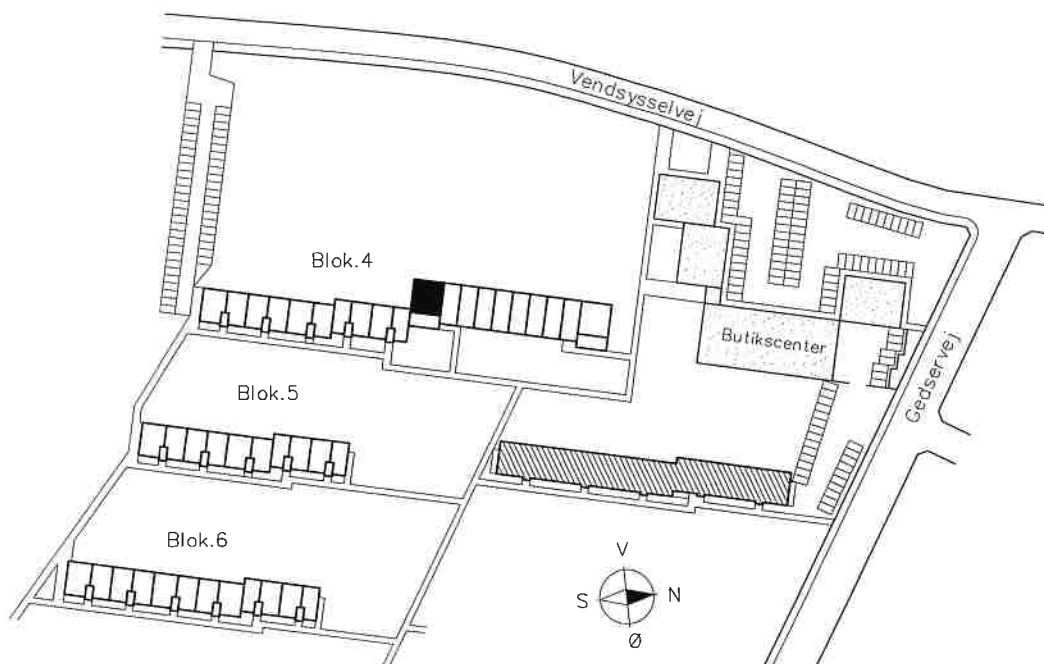 Vendsysselvej
Blok.4
Butikscenter
Gedservej
Blok.5
Blok.6
V
S
N
Ø